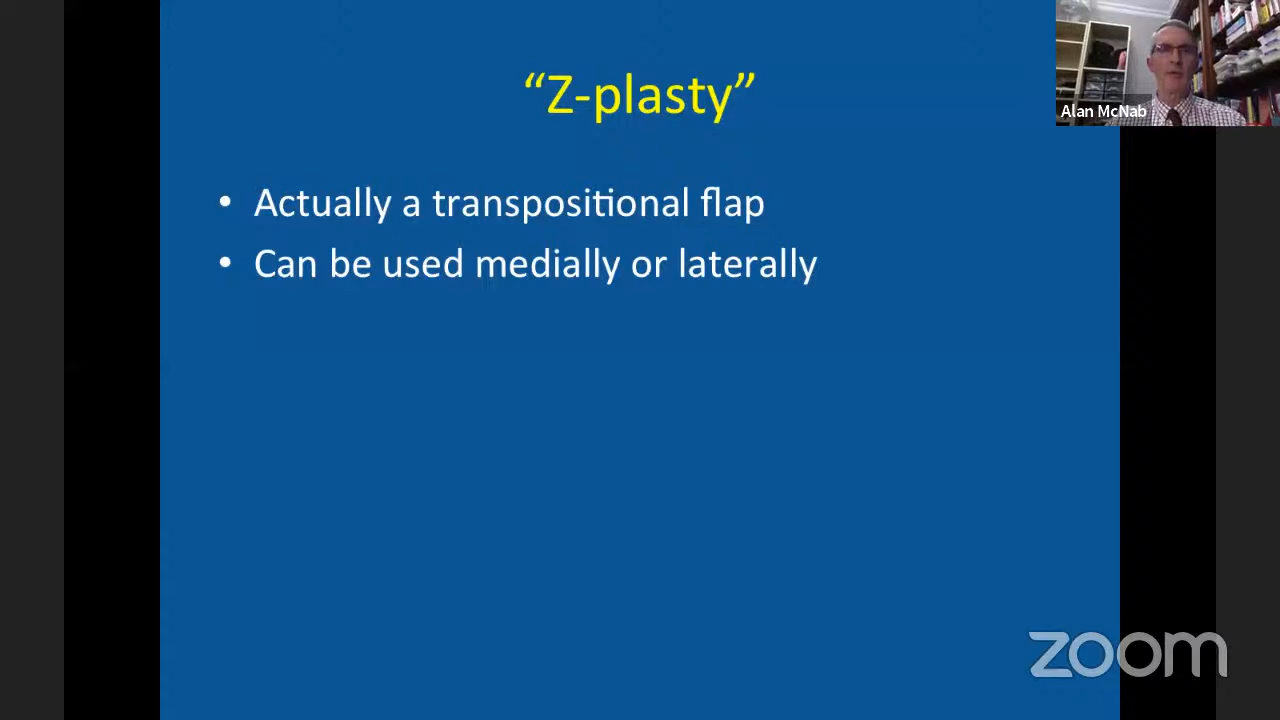 “Z-plasty”
• Actually a transpositional flap
• Can be used medially or laterally
Alan McNab
zoom